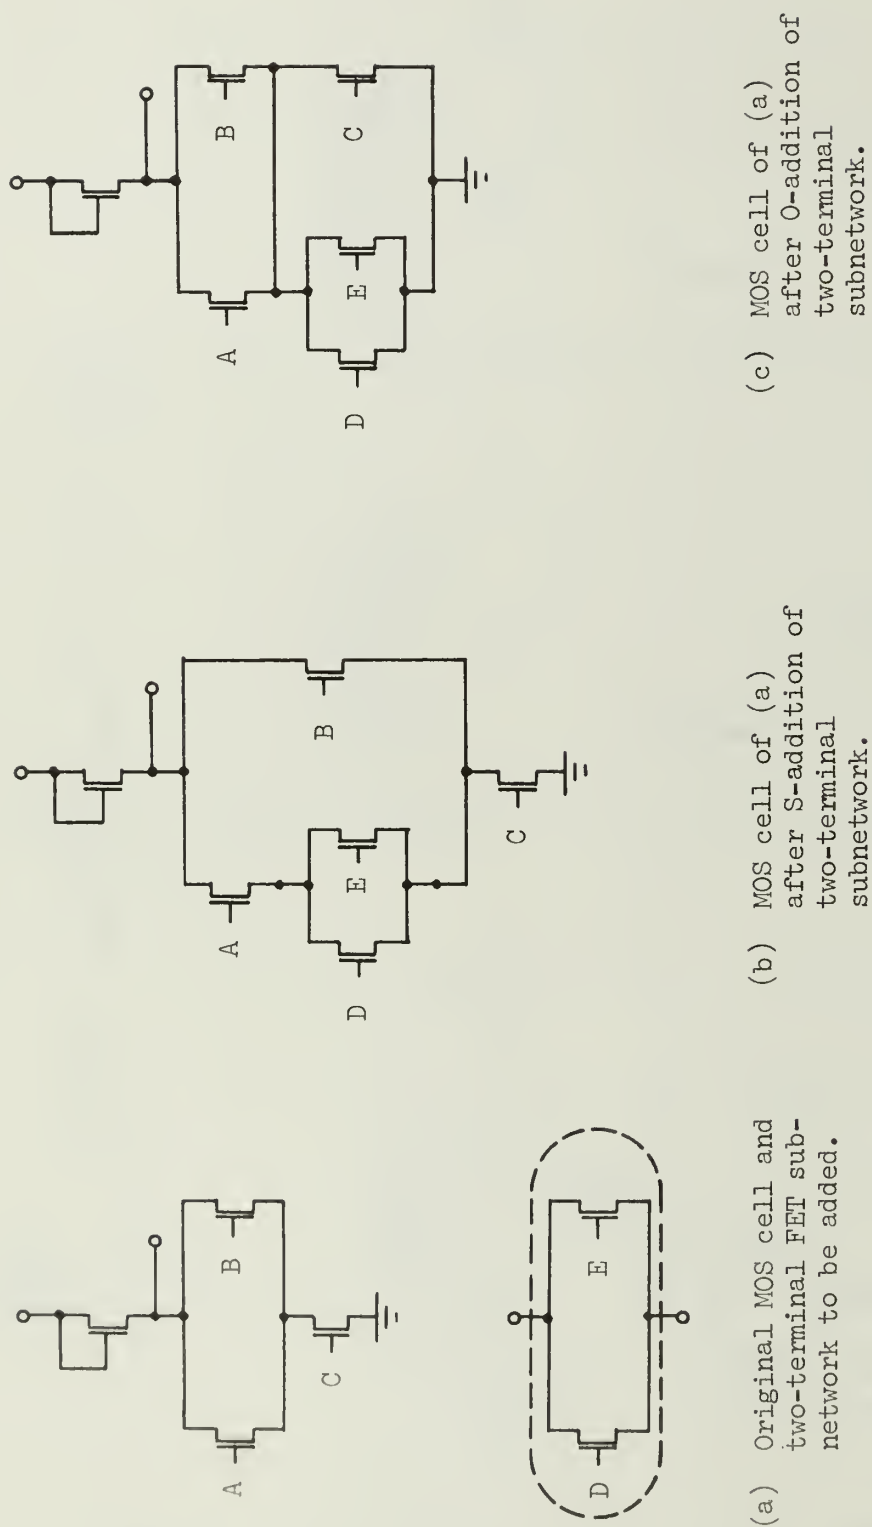 A
B
C
D
E
(a) Original MOS cell and
two-terminal FET sub-
network to be added.
A
B
D
E
C
(b) MOS cell of (a)
after S-addition of
two-terminal
subnetwork.
A
B
D
E
C
(c) MOS cell of (a)
after O-addition of
two-terminal
subnetwork.